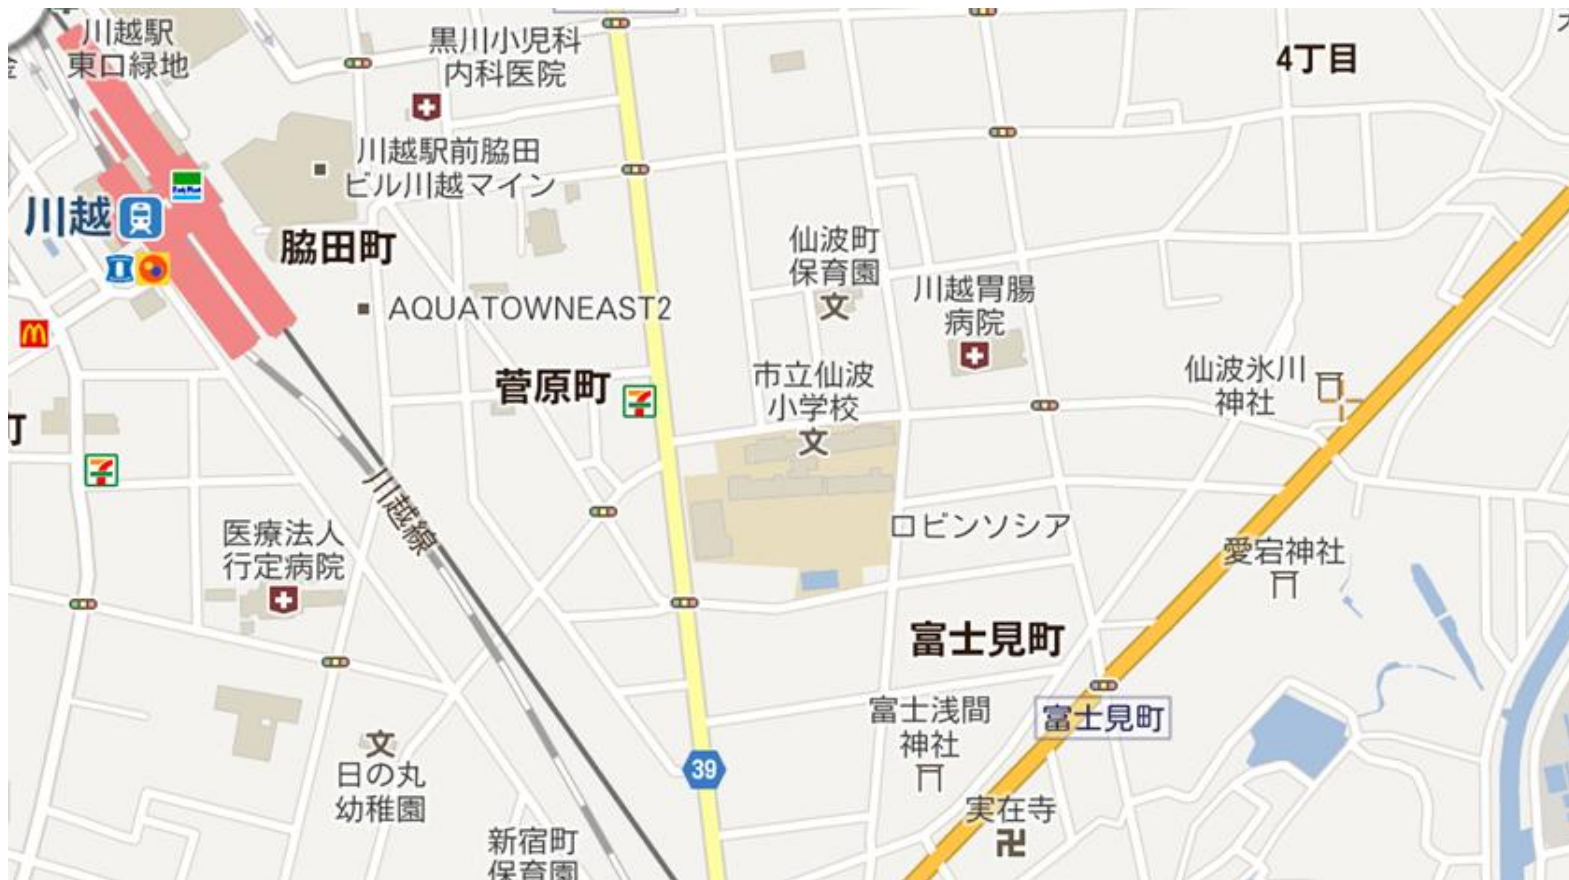 川越駅
東口緑地
黒川小児科
内科医院
4丁目
川越駅前脇田
ビル川越マイン
川越
脇田町
仙波町
保育園
文
川越胃腸
病院
AQUATOWNEAST2
菅原町
市立仙波
小学校
文
仙波氷川
神社
町
川越線
ロビンソシア
医療法人
行定病院
愛宕神社
富士見町
富士浅間
神社
富士見町
文
日の丸
幼稚園
39
実在寺
卍
新宿町
保育園